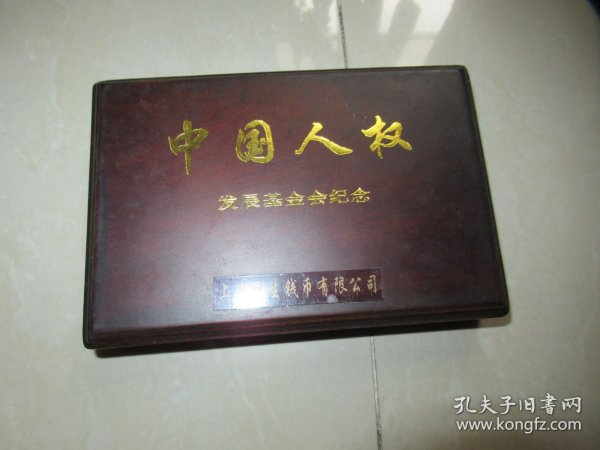 中国人权
发展基金会纪念
上 钱币有限公司
孔夫子旧书网
www.kongfz.com